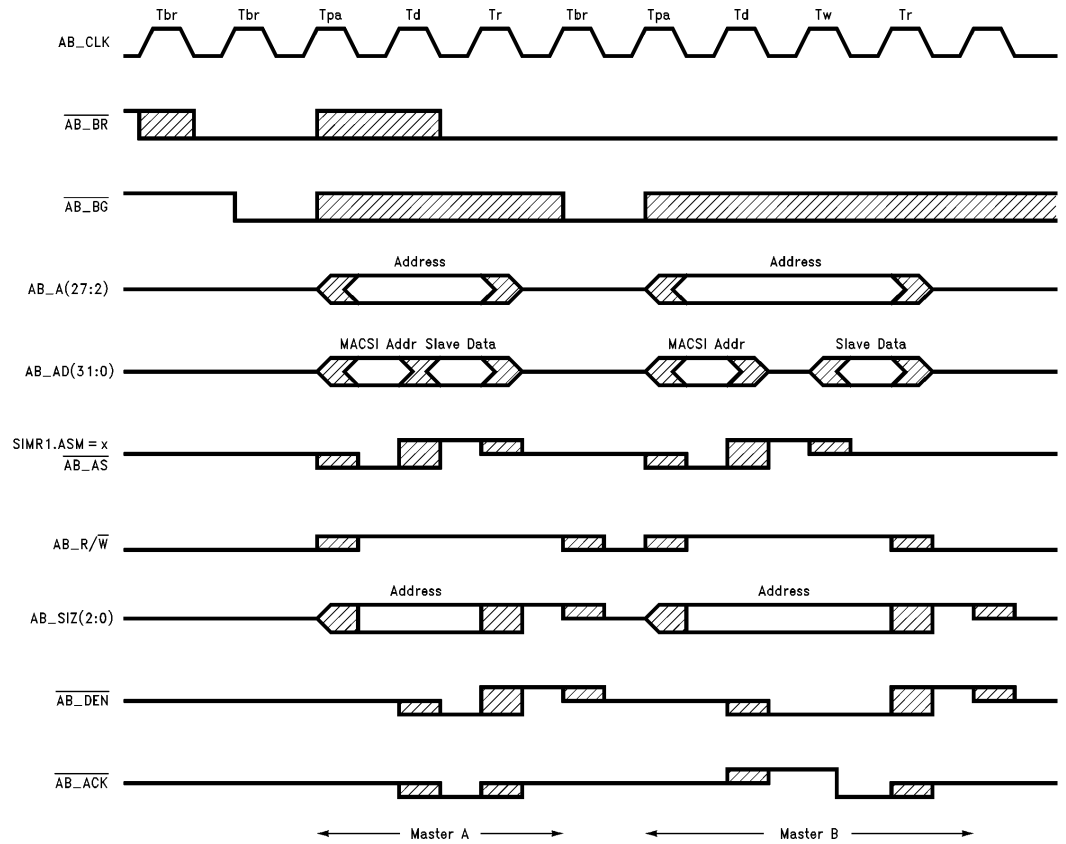 Tbr Tbr Tpa Td Tr Tbr Tpa Td Tw Tr
AB_CLK
AB_BR
AB_BG
Address Address
AB_A(27:2)
MACSI Addr Slave Data MACSI Addr Slave Data
AB_AD(31:0)
SIMR1.ASM = x
AB_AS
AB_R/W
Address Address
AB_SIZ(2:0)
AB_DEN
AB_ACK
Master A Master B